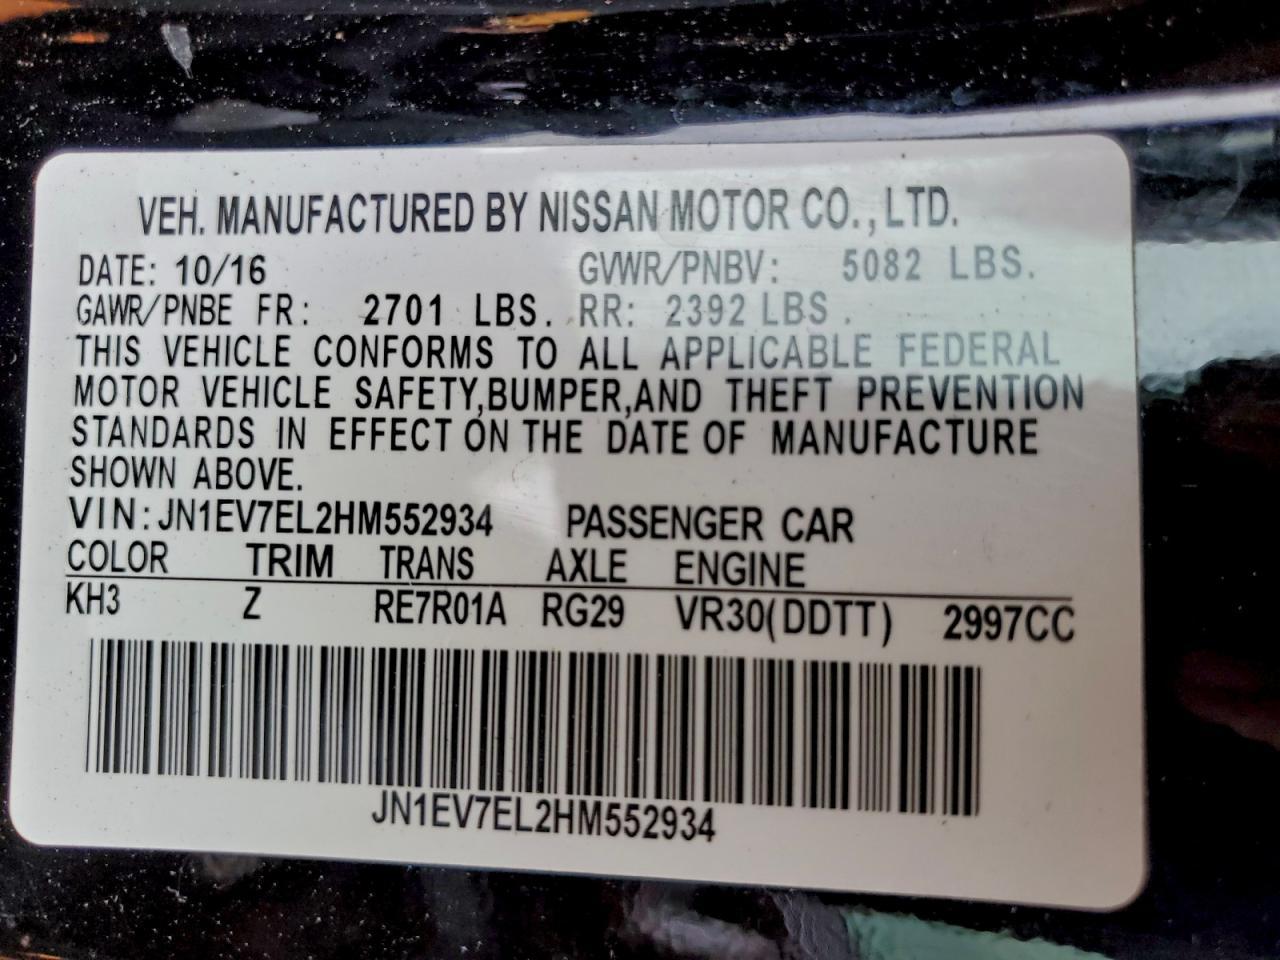 VEH. MANUFACTURED BY NISSAN MOTOR CO., LTD.
DATE: 10/16 GVWR/PNBV: 5082 LBS.
GAWR/PNBE FR: 2701 LBS. RR: 2392 LBS.
THIS VEHICLE CONFORMS TO ALL APPLICABLE FEDERAL
MOTOR VEHICLE SAFETY,BUMPER,AND THEFT PREVENTION
STANDARDS IN EFFECT ON THE DATE OF MANUFACTURE
SHOWN ABOVE.
VIN: JN1EV7EL2HM552934 PASSENGER CAR
COLOR TRIM TRANS AXLE ENGINE
KH3 Z RE7R01A RG29 VR30(DDTT) 2997CC
JN1EV7EL2HM552934